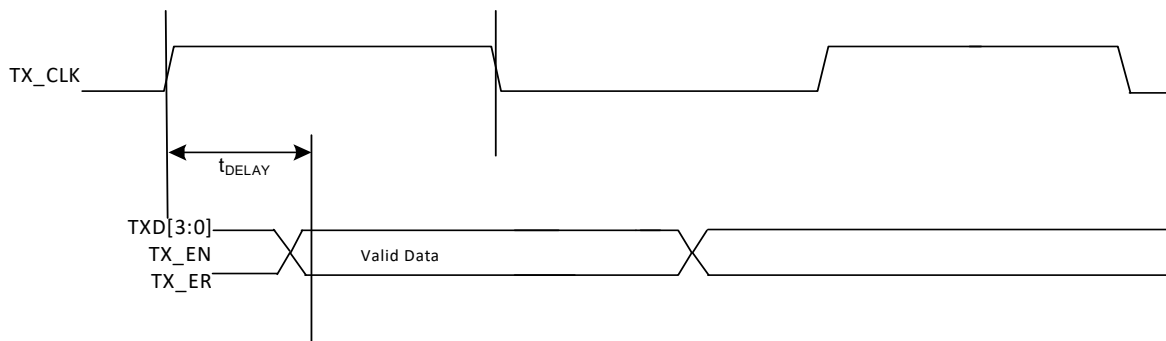 TX_CLK
tDELAY
TXD[3:0]
TX_EN
Valid Data
TX_ER